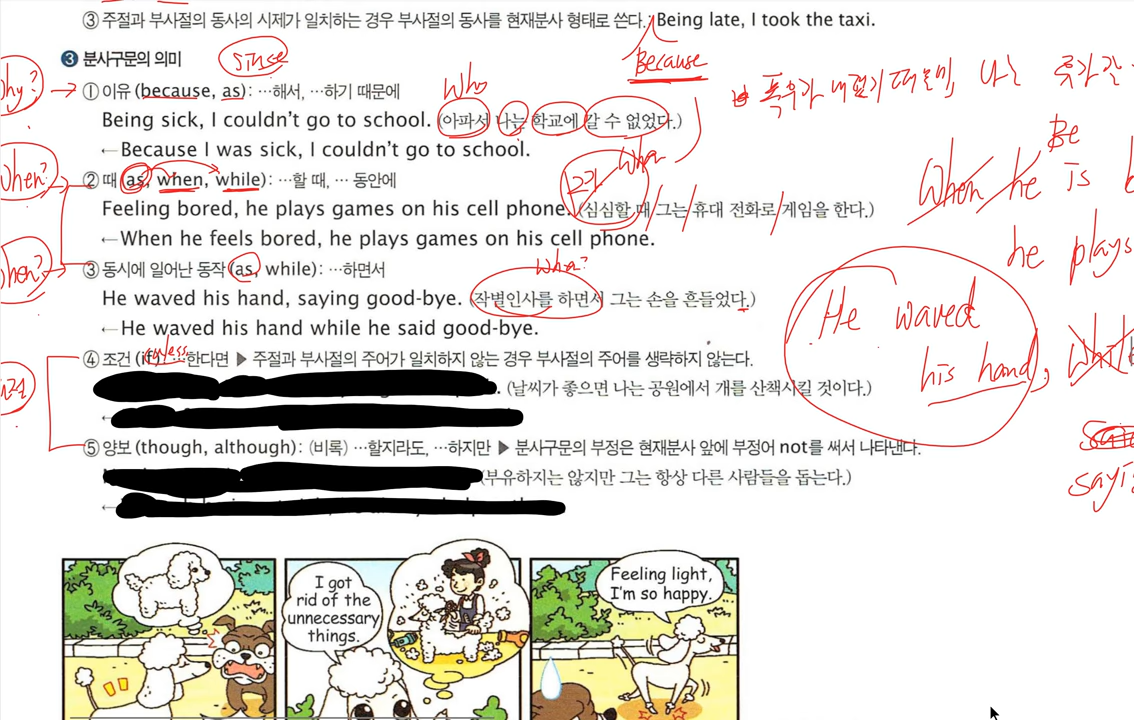 ③ 주절과 부사절의 동사의 시제가 일치하는 경우 부사절의 동사를 현재분사 형태로 쓴다. Being late, I took the taxi.
Because
③ 분사구문의 의미
since
hy?
① 이유 (because, as): …해서, …하기 때문에
Who
폭우가 내렸기 때문에, 나는
Being sick, I couldn't go to school. (아파서 나는 학교에 갈 수 없었다.)
←Because I was sick, I couldn't go to school.
When
Be
When he is
hen?
② 때 (as, when, while): …할 때, … 동안에
Feeling bored, he plays games on his cell phone. (심심할 때 그는 휴대 전화로 게임을 한다.)
←When he feels bored, he plays games on his cell phone.
he plays
hen?
③ 동시에 일어난 동작 (as, while): …하면서
When?
He waved his hand, saying good-bye. (작별인사를 하면서 그는 손을 흔들었다.)
He waved
←He waved his hand while he said good-bye.
his hand,
unless
④ 조건 (if): …한다면 ▶ 주절과 부사절의 주어가 일치하지 않는 경우 부사절의 주어를 생략하지 않는다.
. (날씨가 좋으면 나는 공원에서 개를 산책시킬 것이다.)
←
⑤ 양보 (though, although): (비록) …할지라도, …하지만 ▶ 분사구문의 부정은 현재분사 앞에 부정어 not를 써서 나타낸다.
(부유하지는 않지만 그는 항상 다른 사람들을 돕는다.)
←
I got
rid of the
unnecessary
things.
Feeling light,
I'm so happy.